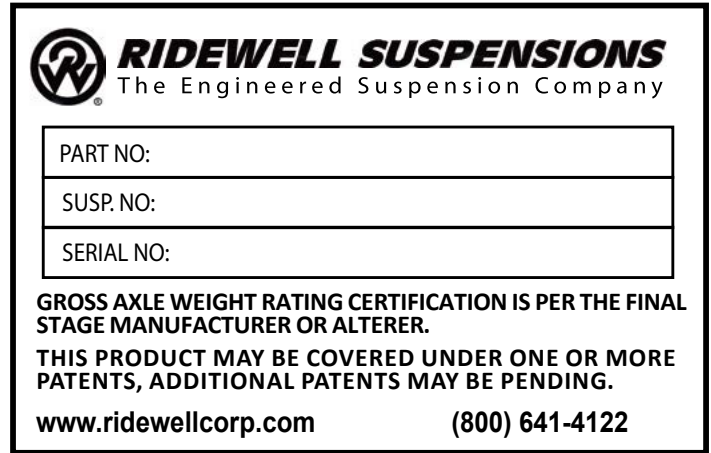 RIDEWELL SUSPENSIONS
The Engineered Suspension Company
PART NO:
SUSP. NO:
SERIAL NO:
GROSS AXLE WEIGHT RATING CERTIFICATION IS PER THE FINAL
STAGE MANUFACTURER OR ALTERER.
THIS PRODUCT MAY BE COVERED UNDER ONE OR MORE
PATENTS, ADDITIONAL PATENTS MAY BE PENDING.
www.ridewellcorp.com (800) 641-4122